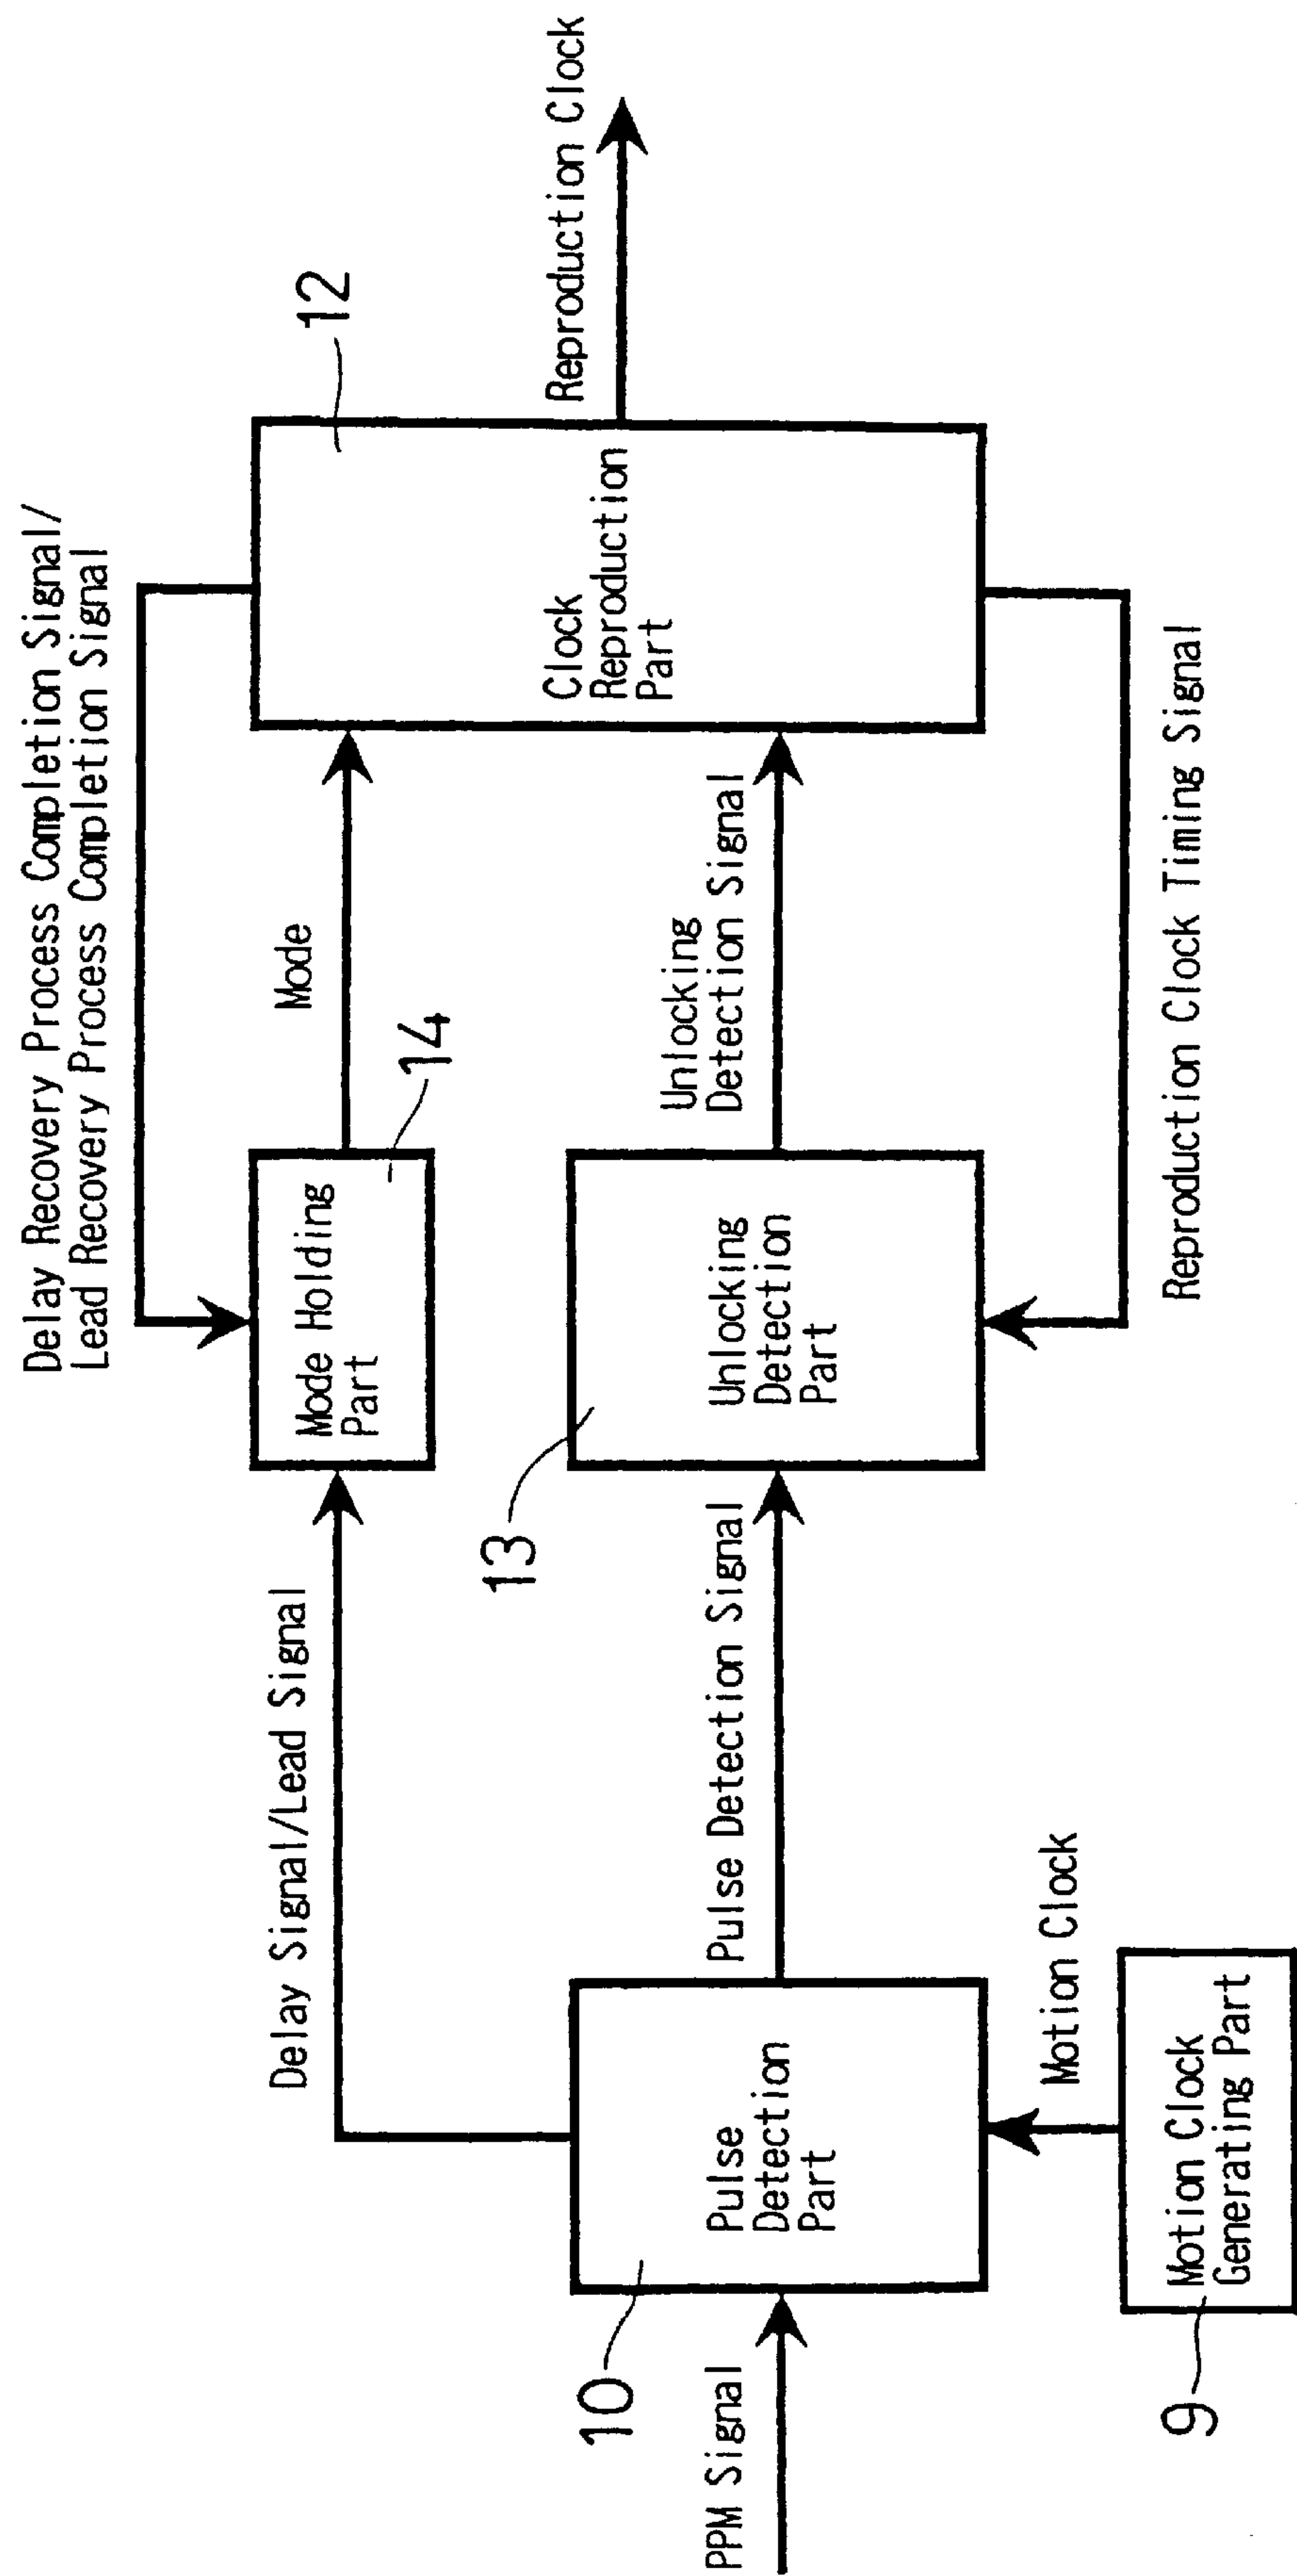 Delay Recovery Process Completion Signal/
Lead Recovery Process Completion Signal
Delay Signal/Lead Signal
Mode Holding
Part
14
Mode
12
Clock
Reproduction
Part
Reproduction Clock
PPM Signal
10
Pulse
Detection
Part
Pulse Detection Signal
13
Unlocking
Detection
Part
Unlocking
Detection Signal
Motion Clock
9
Motion Clock
Generating Part
Reproduction Clock Timing Signal